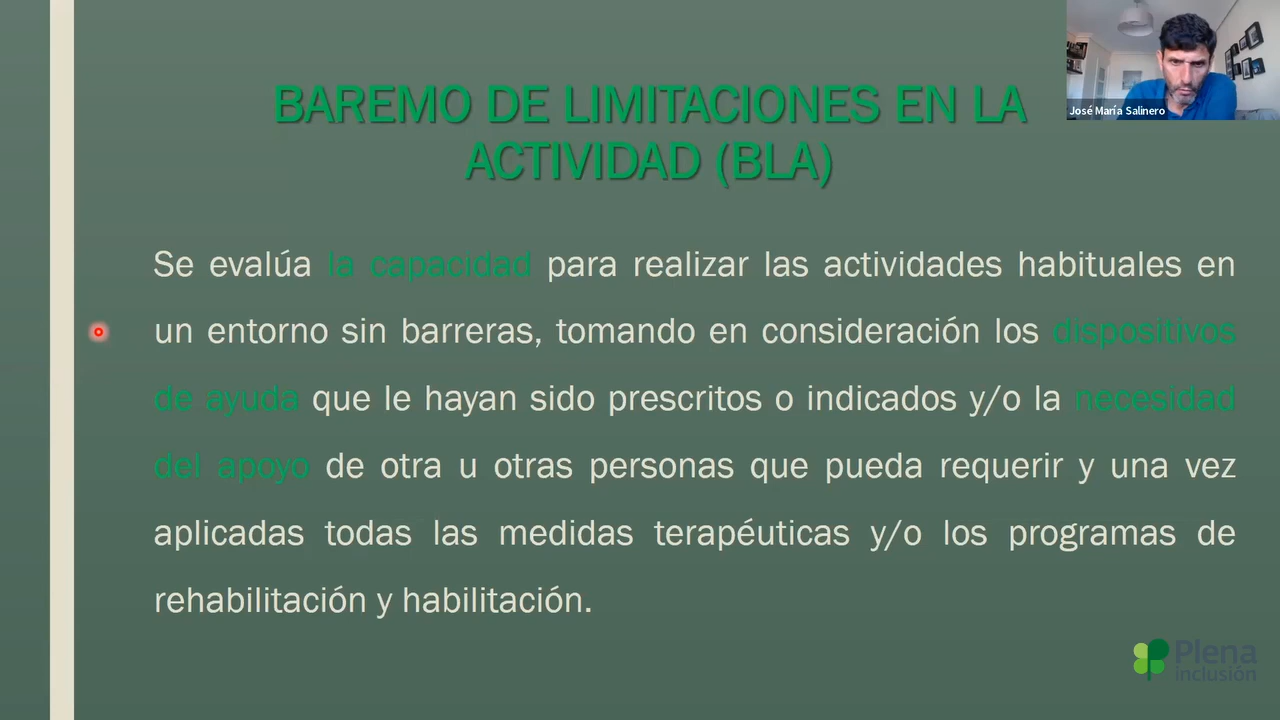 BAREMO DE LIMITACIONES EN LA
ACTIVIDAD (BLA)
José María Salinero
Se evalúa la capacidad para realizar las actividades habituales en
un entorno sin barreras, tomando en consideración los dispositivos
de ayuda que le hayan sido prescritos o indicados y/o la necesidad
del apoyo de otra u otras personas que pueda requerir y una vez
aplicadas todas las medidas terapéuticas y/o los programas de
rehabilitación y habilitación.
Plena
inclusión